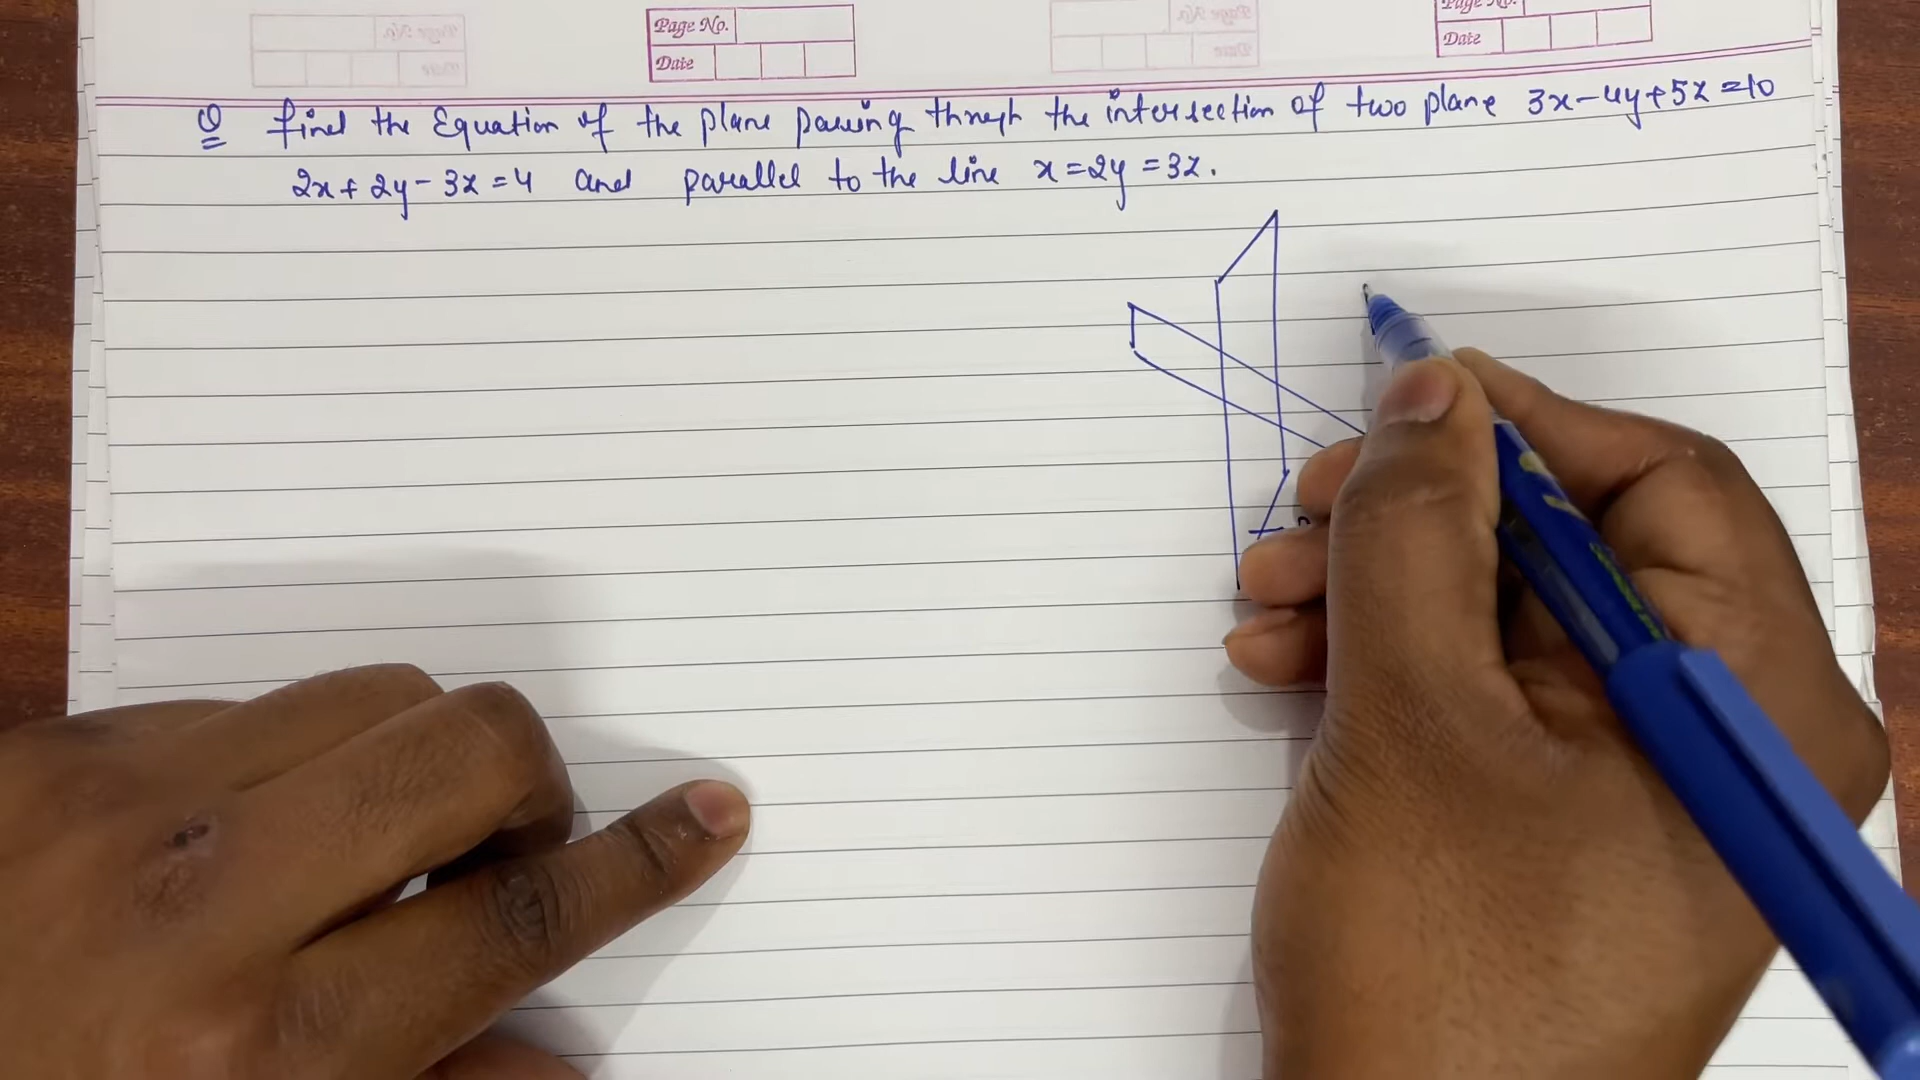 Page No.
Date
Page No.
Date
Q Find the Equation of the plane passing through the intersection of two plane 3x-4y+5z=10
2x+2y-3z=4 and parallel to the line x=2y=3z.